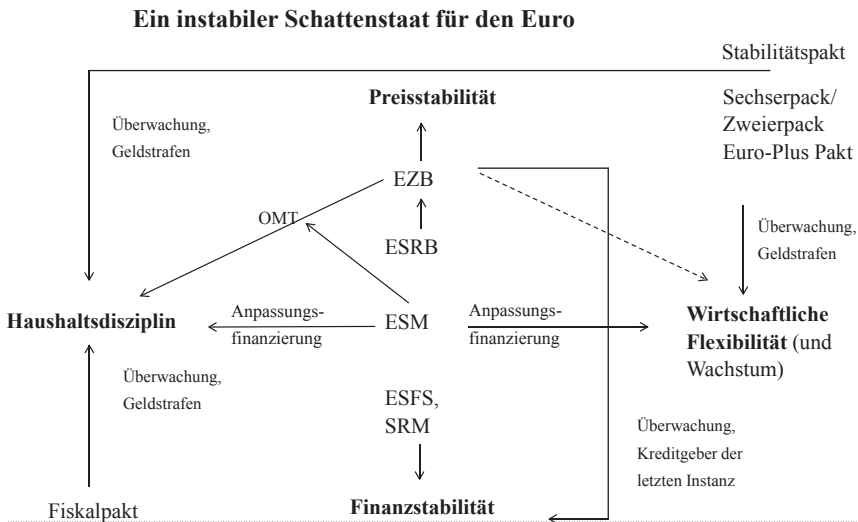 Ein instabiler Schattenstaat für den Euro
Stabilitätspakt
Preisstabilität
Sechserpack/
Zweierpack
Euro-Plus Pakt
Überwachung,
Geldstrafen
EZB
OMT
ESRB
Überwachung,
Geldstrafen
Haushaltsdisziplin
Anpassungs-
finanzierung
ESM
Anpassungs-
finanzierung
Wirtschaftliche
Flexibilität (und
Wachstum)
Überwachung,
Geldstrafen
ESFS,
SRM
Überwachung,
Kreditgeber der
letzten Instanz
Fiskalpakt
Finanzstabilität